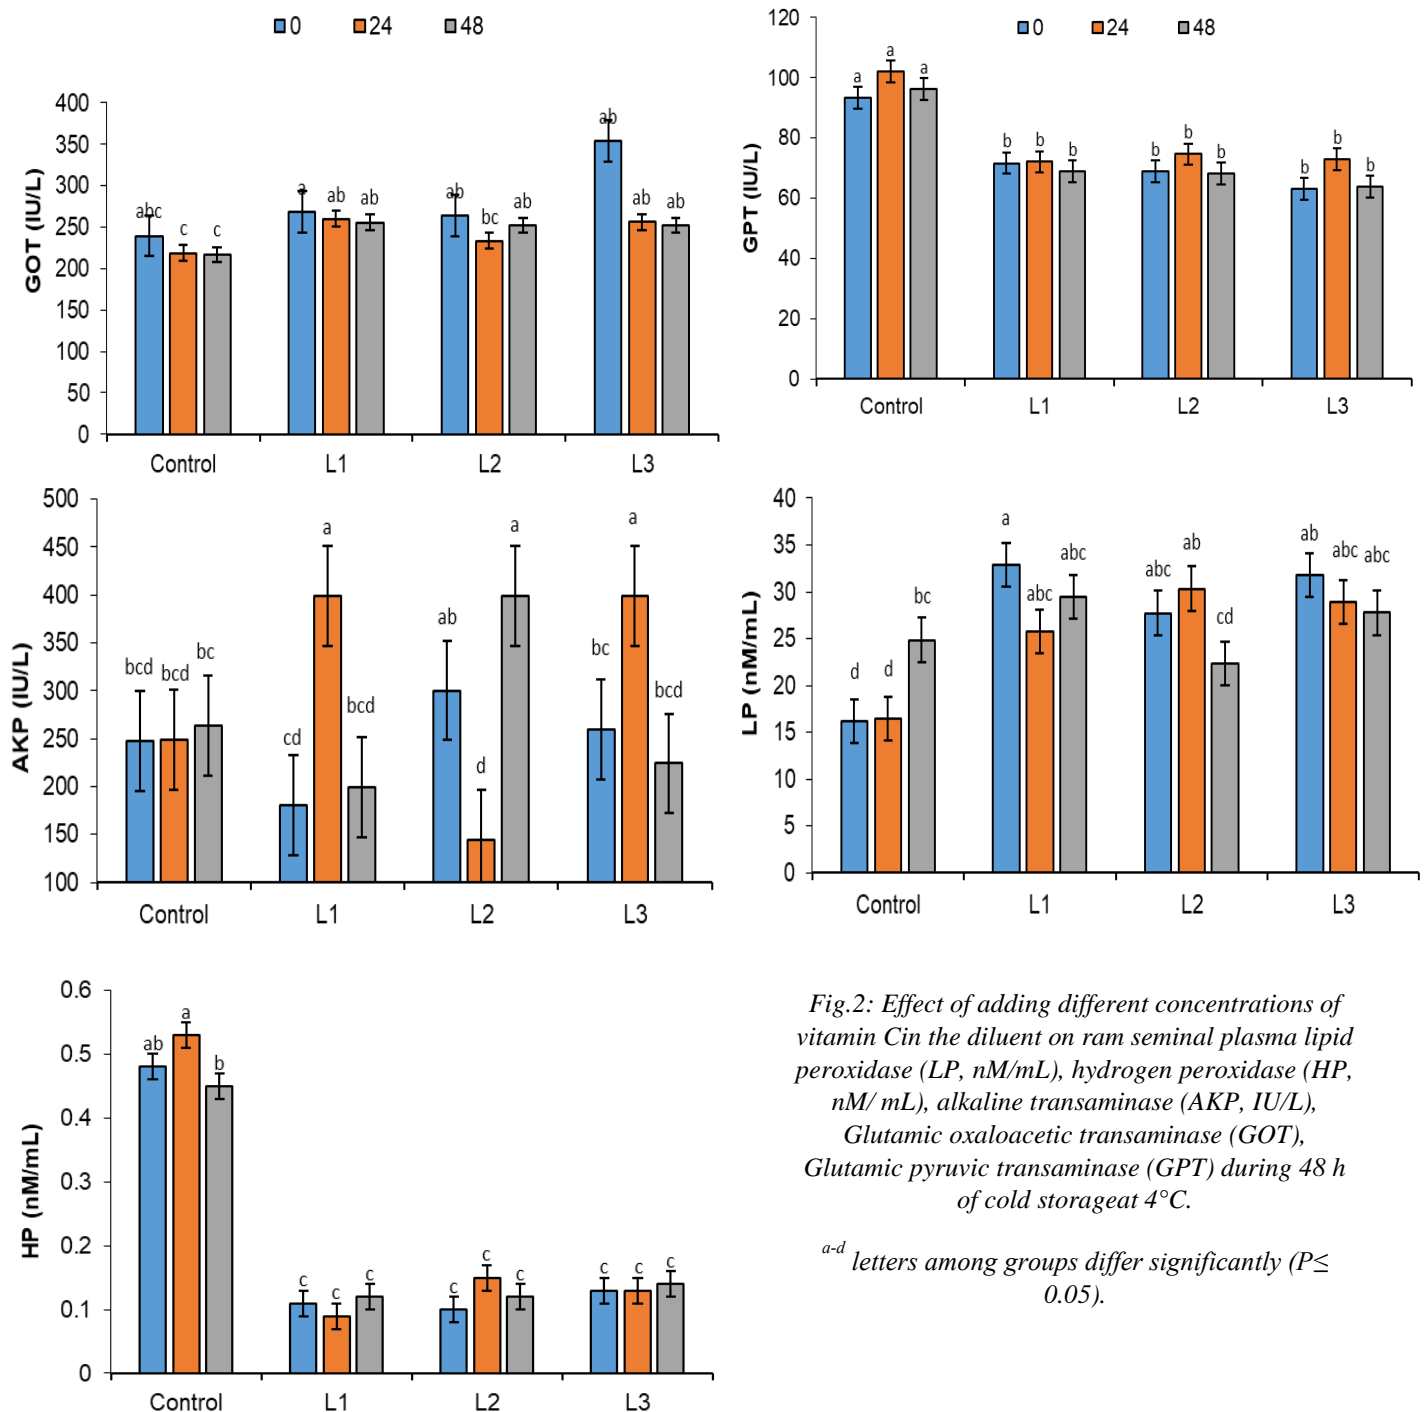 0 24 48
400
350
300
250
200
150
100
50
0
GOT (IU/L)
abc c c
a ab ab
ab bc ab
ab ab ab
Control L1 L2 L3
0 24 48
120
100
80
60
40
20
0
GPT (IU/L)
a a a
b b b
b b b
b b b
Control L1 L2 L3
500
450
400
350
300
250
200
150
100
AKP (IU/L)
bcd bcd bc
cd a bcd
ab d a
bc a bcd
Control L1 L2 L3
40
35
30
25
20
15
10
5
0
LP (nM/mL)
d d bc
a abc abc
abc ab cd
ab abc abc
Control L1 L2 L3
0.6
0.5
0.4
0.3
0.2
0.1
0
HP (nM/mL)
ab a b
c c c
c c c
c c c
Control L1 L2 L3
Fig.2: Effect of adding different concentrations of
vitamin Cin the diluent on ram seminal plasma lipid
peroxidase (LP, nM/mL), hydrogen peroxidase (HP,
nM/ mL), alkaline transaminase (AKP, IU/L),
Glutamic oxaloacetic transaminase (GOT),
Glutamic pyruvic transaminase (GPT) during 48 h
of cold storageat 4°C.
a-d letters among groups differ significantly (P≤
0.05).